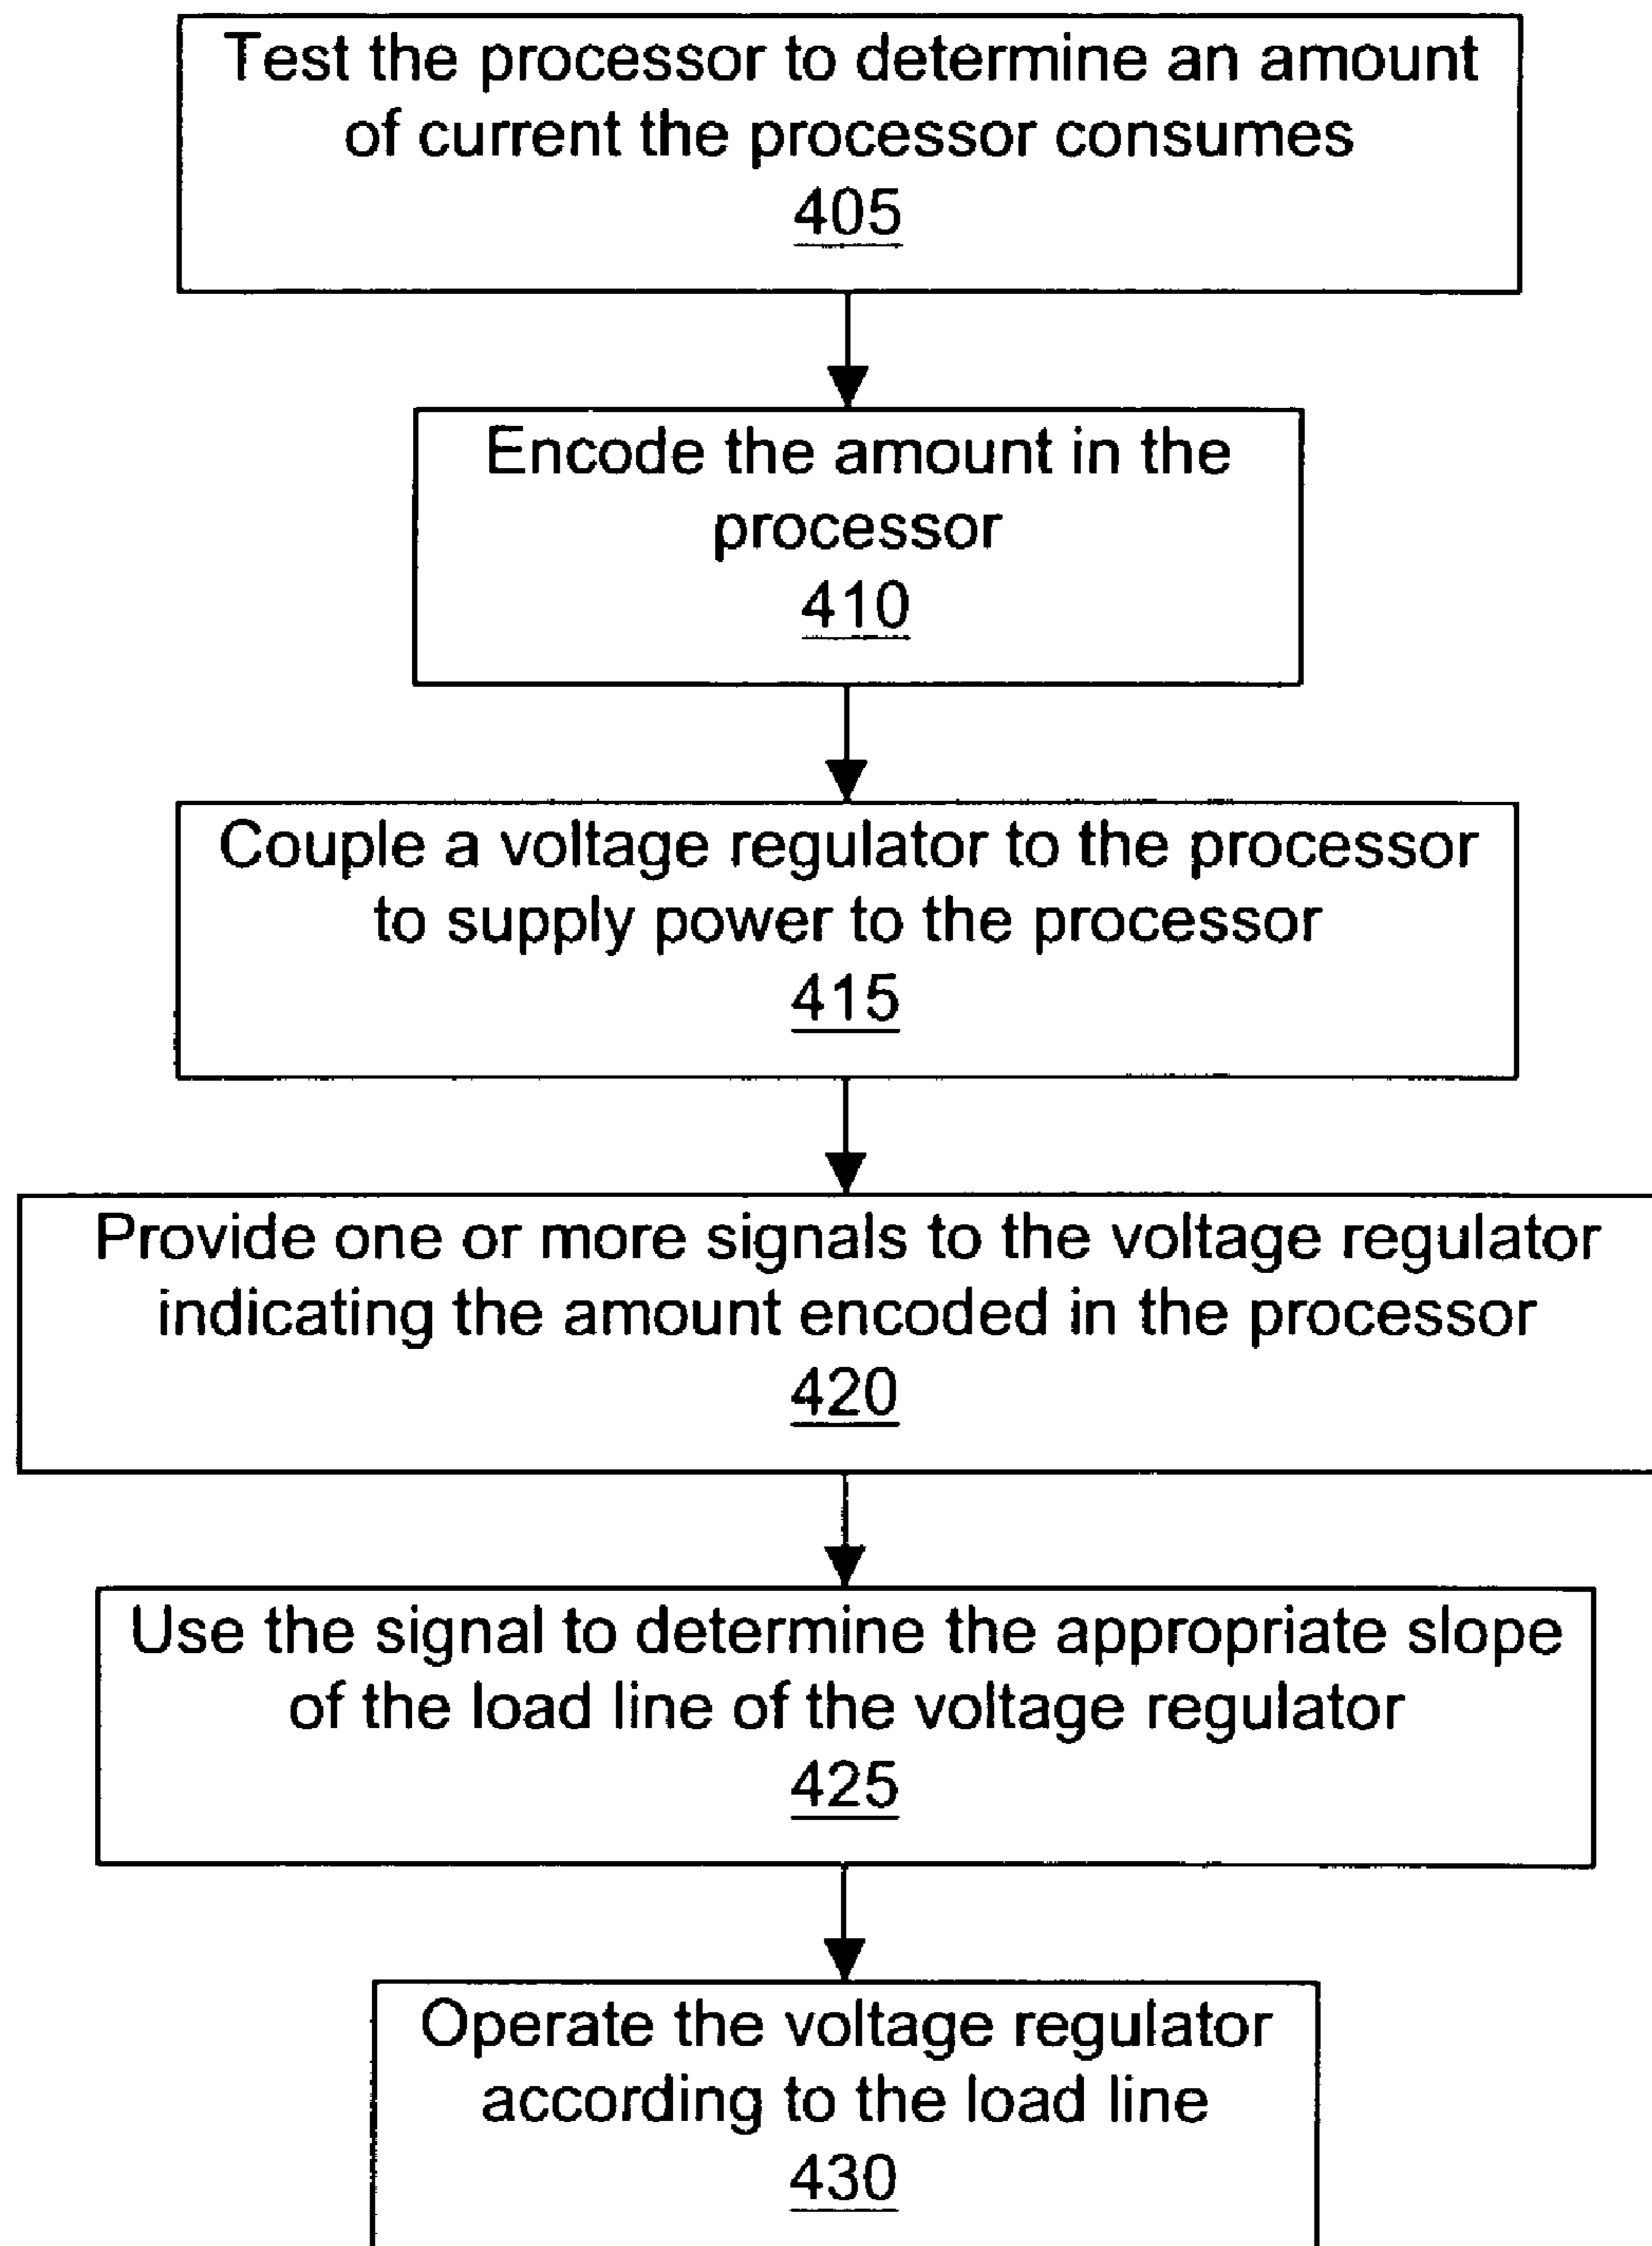 Test the processor to determine an amount
of current the processor consumes
405
Encode the amount in the
processor
410
Couple a voltage regulator to the processor
to supply power to the processor
415
Provide one or more signals to the voltage regulator
indicating the amount encoded in the processor
420
Use the signal to determine the appropriate slope
of the load line of the voltage regulator
425
Operate the voltage regulator
according to the load line
430